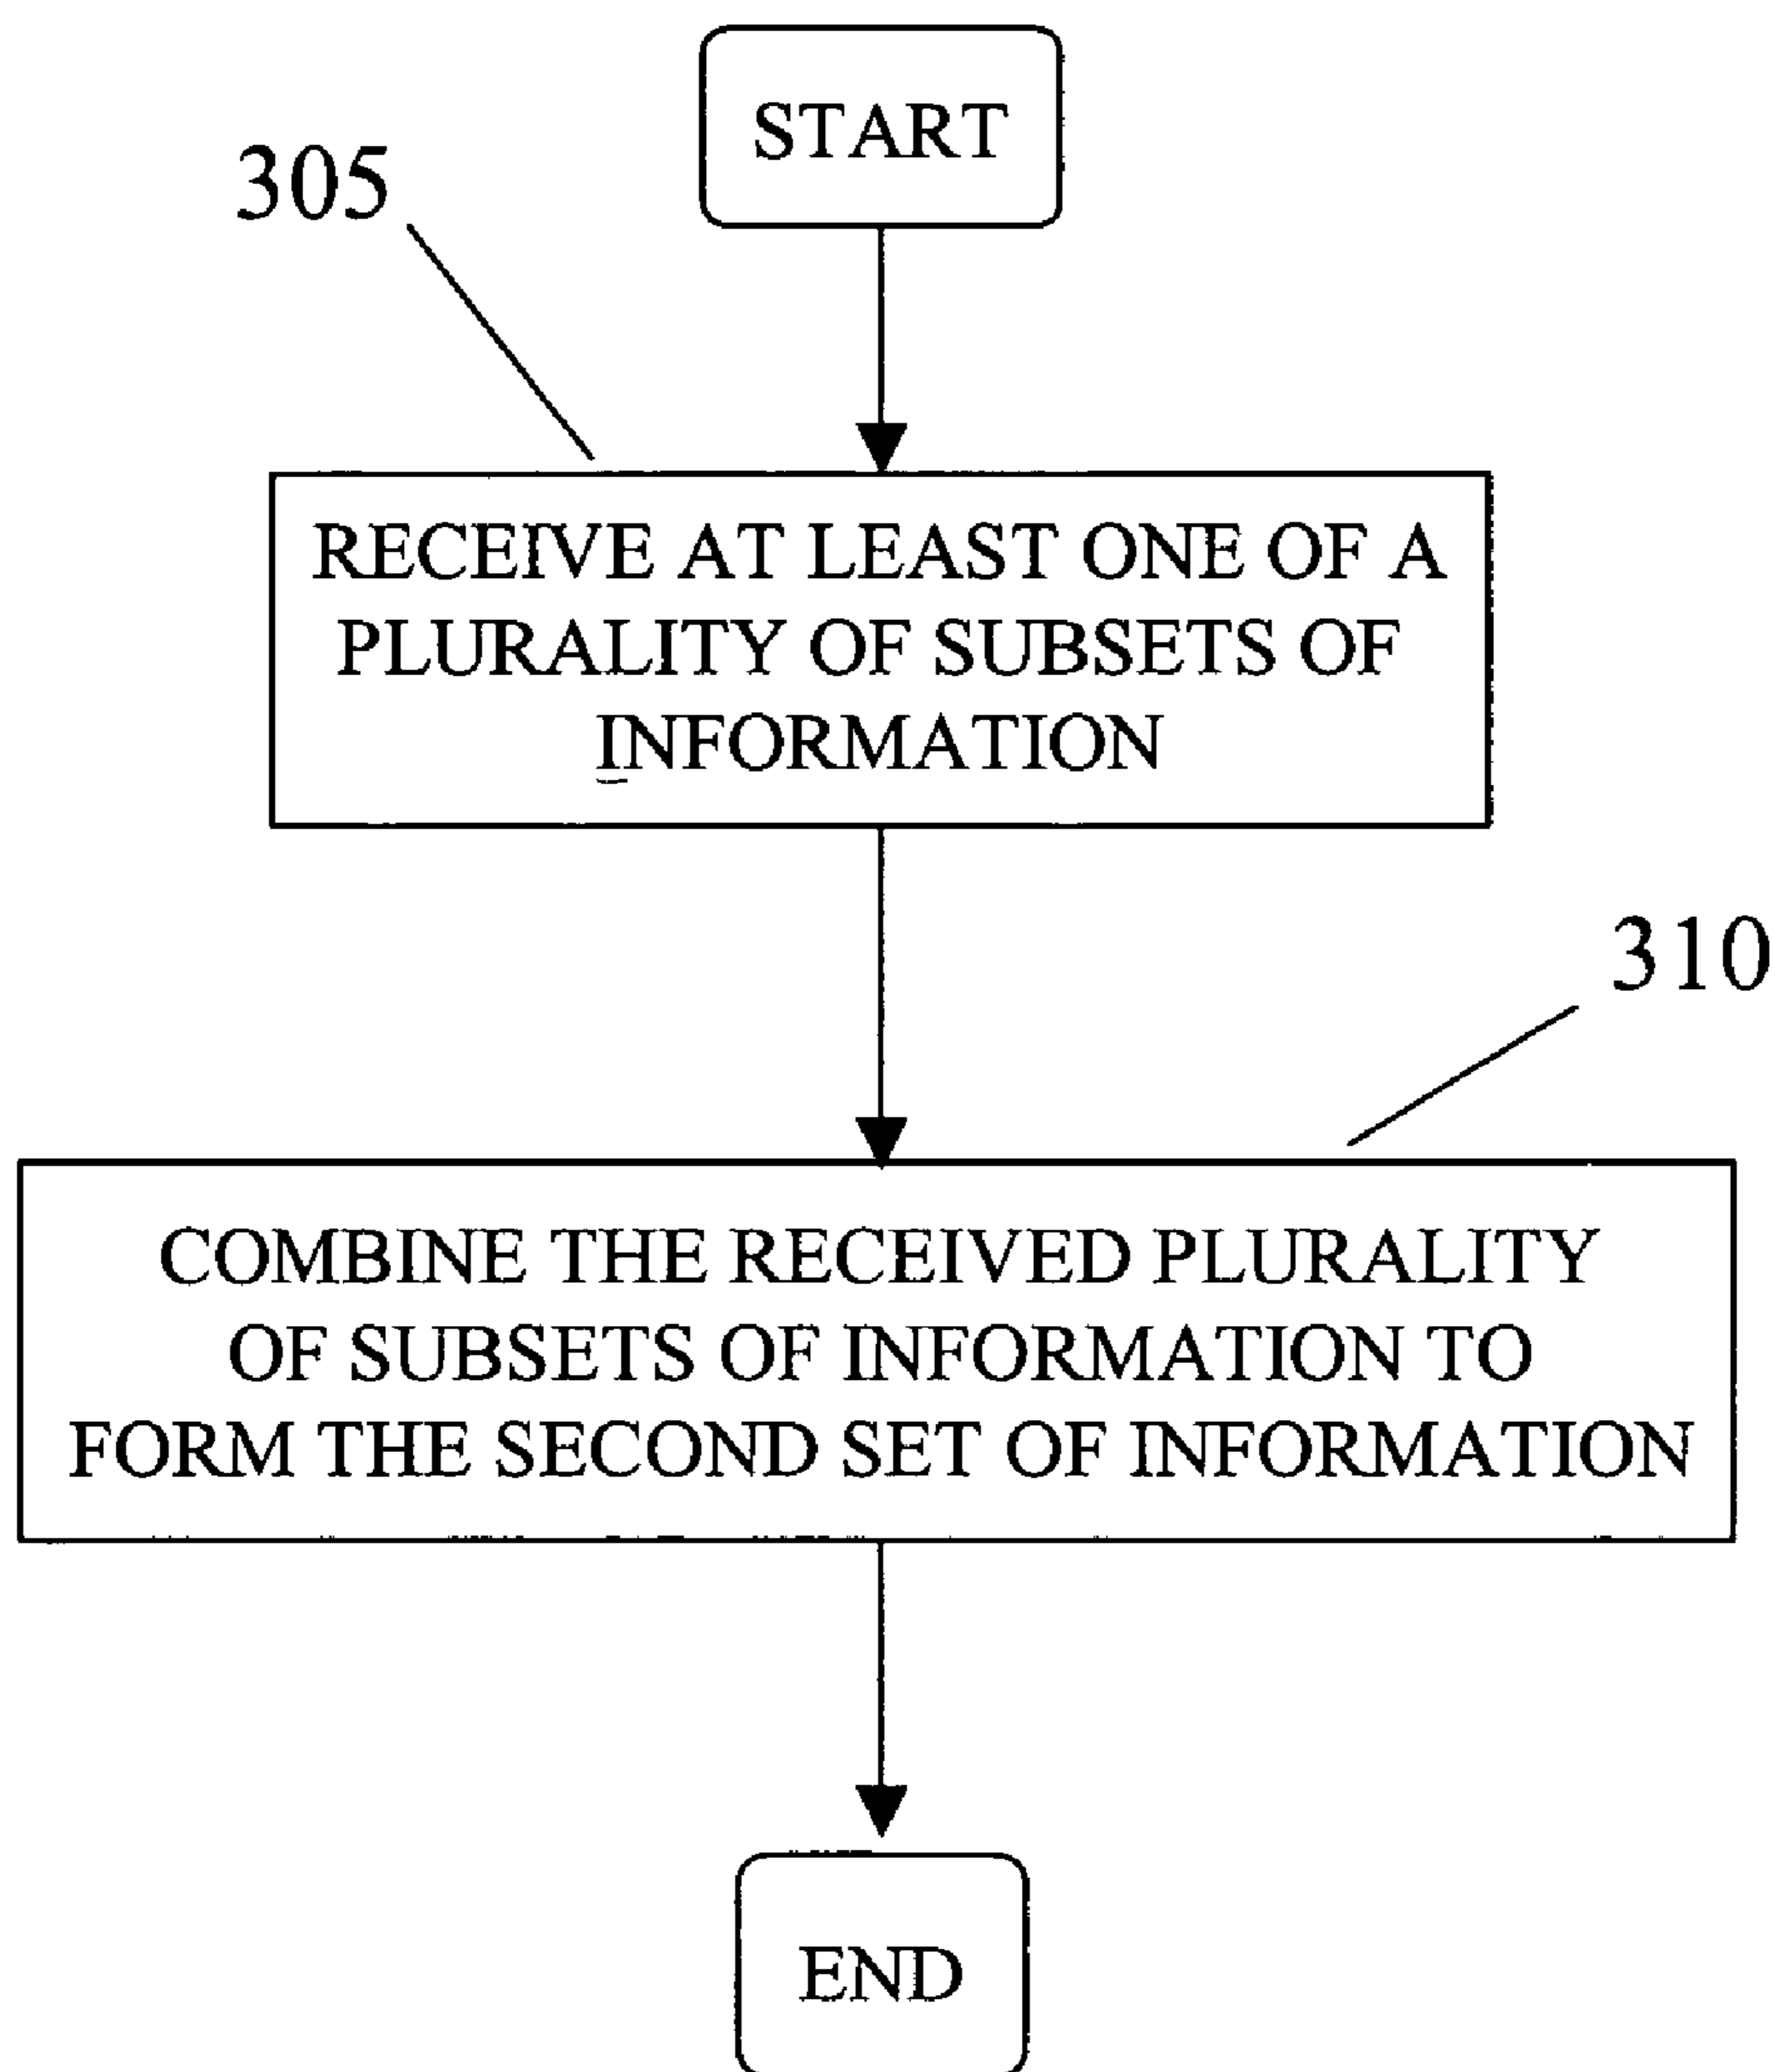 START
305
RECEIVE AT LEAST ONE OF A
PLURALITY OF SUBSETS OF
INFORMATION
310
COMBINE THE RECEIVED PLURALITY
OF SUBSETS OF INFORMATION TO
FORM THE SECOND SET OF INFORMATION
END